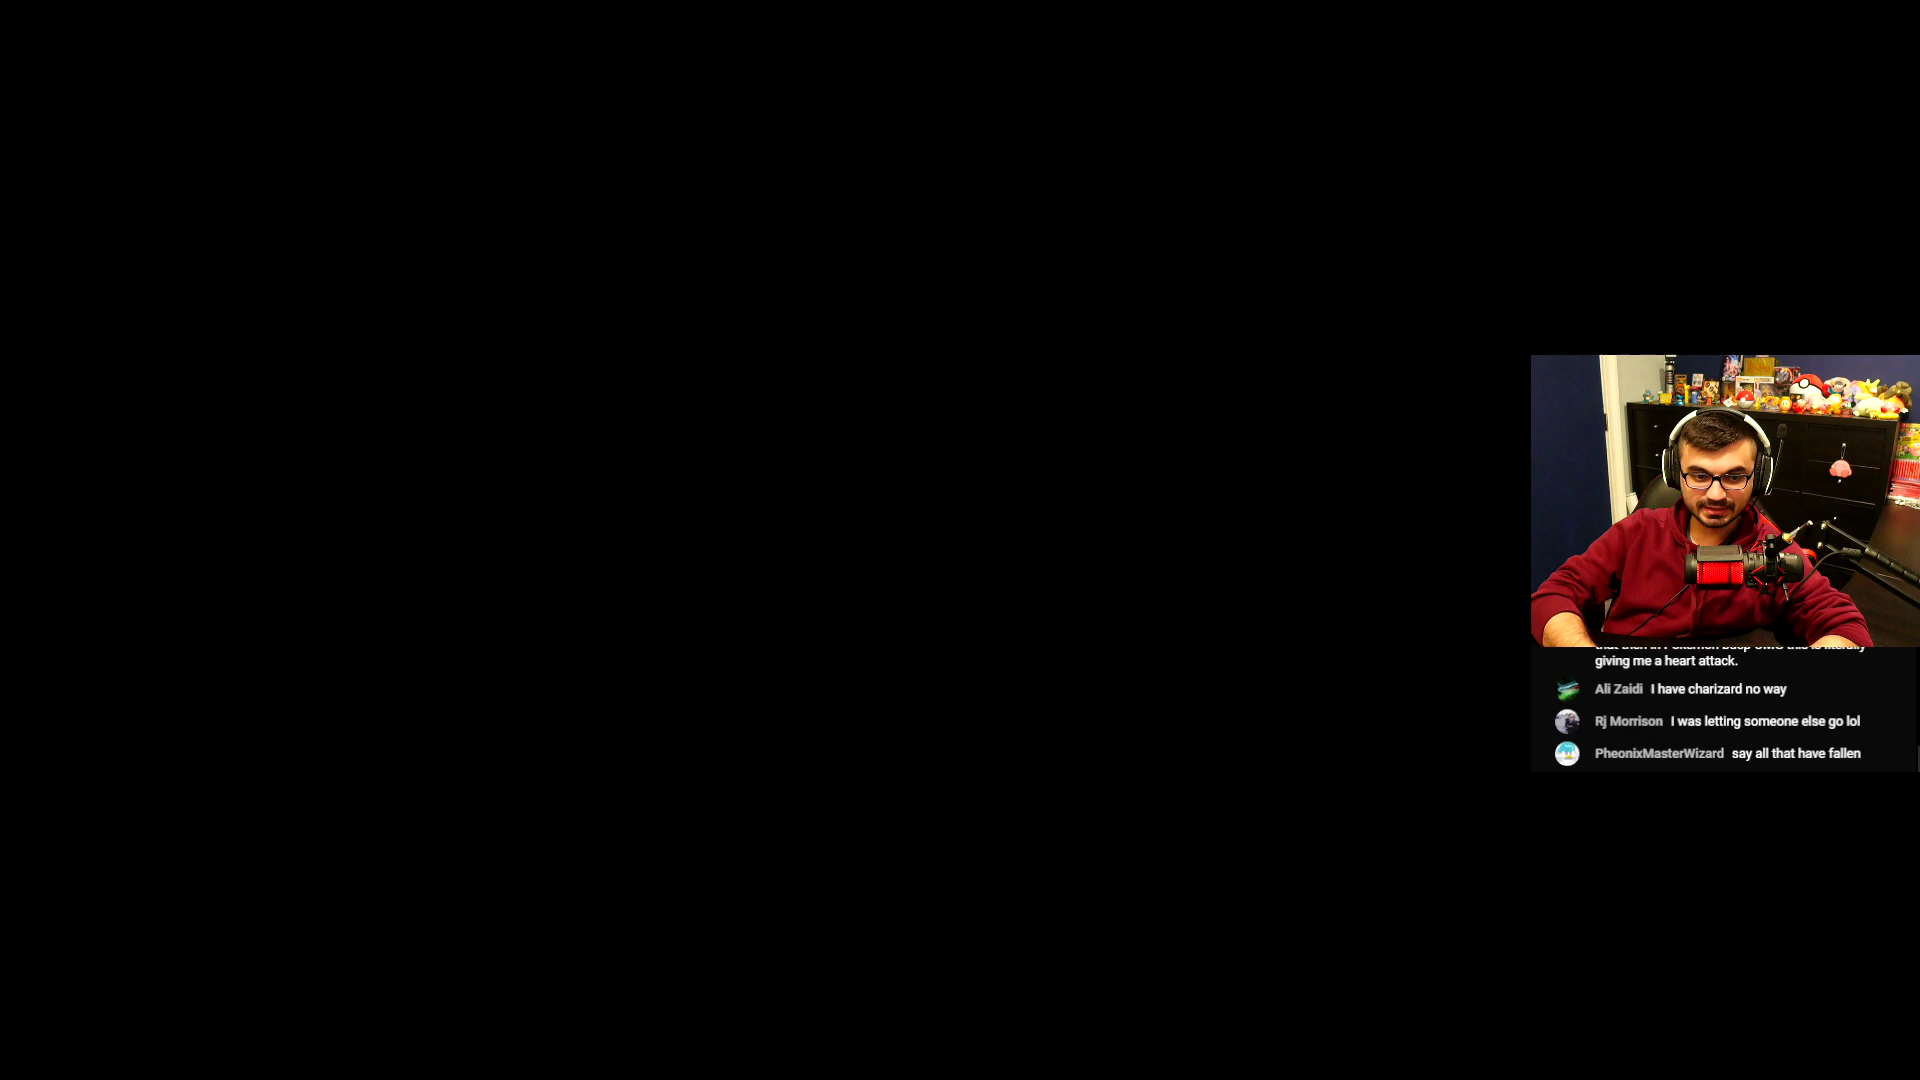 giving me a heart attack.
Ali Zaidi I have charizard no way
Rj Morrison I was letting someone else go lol
PheonixMasterWizard say all that have fallen